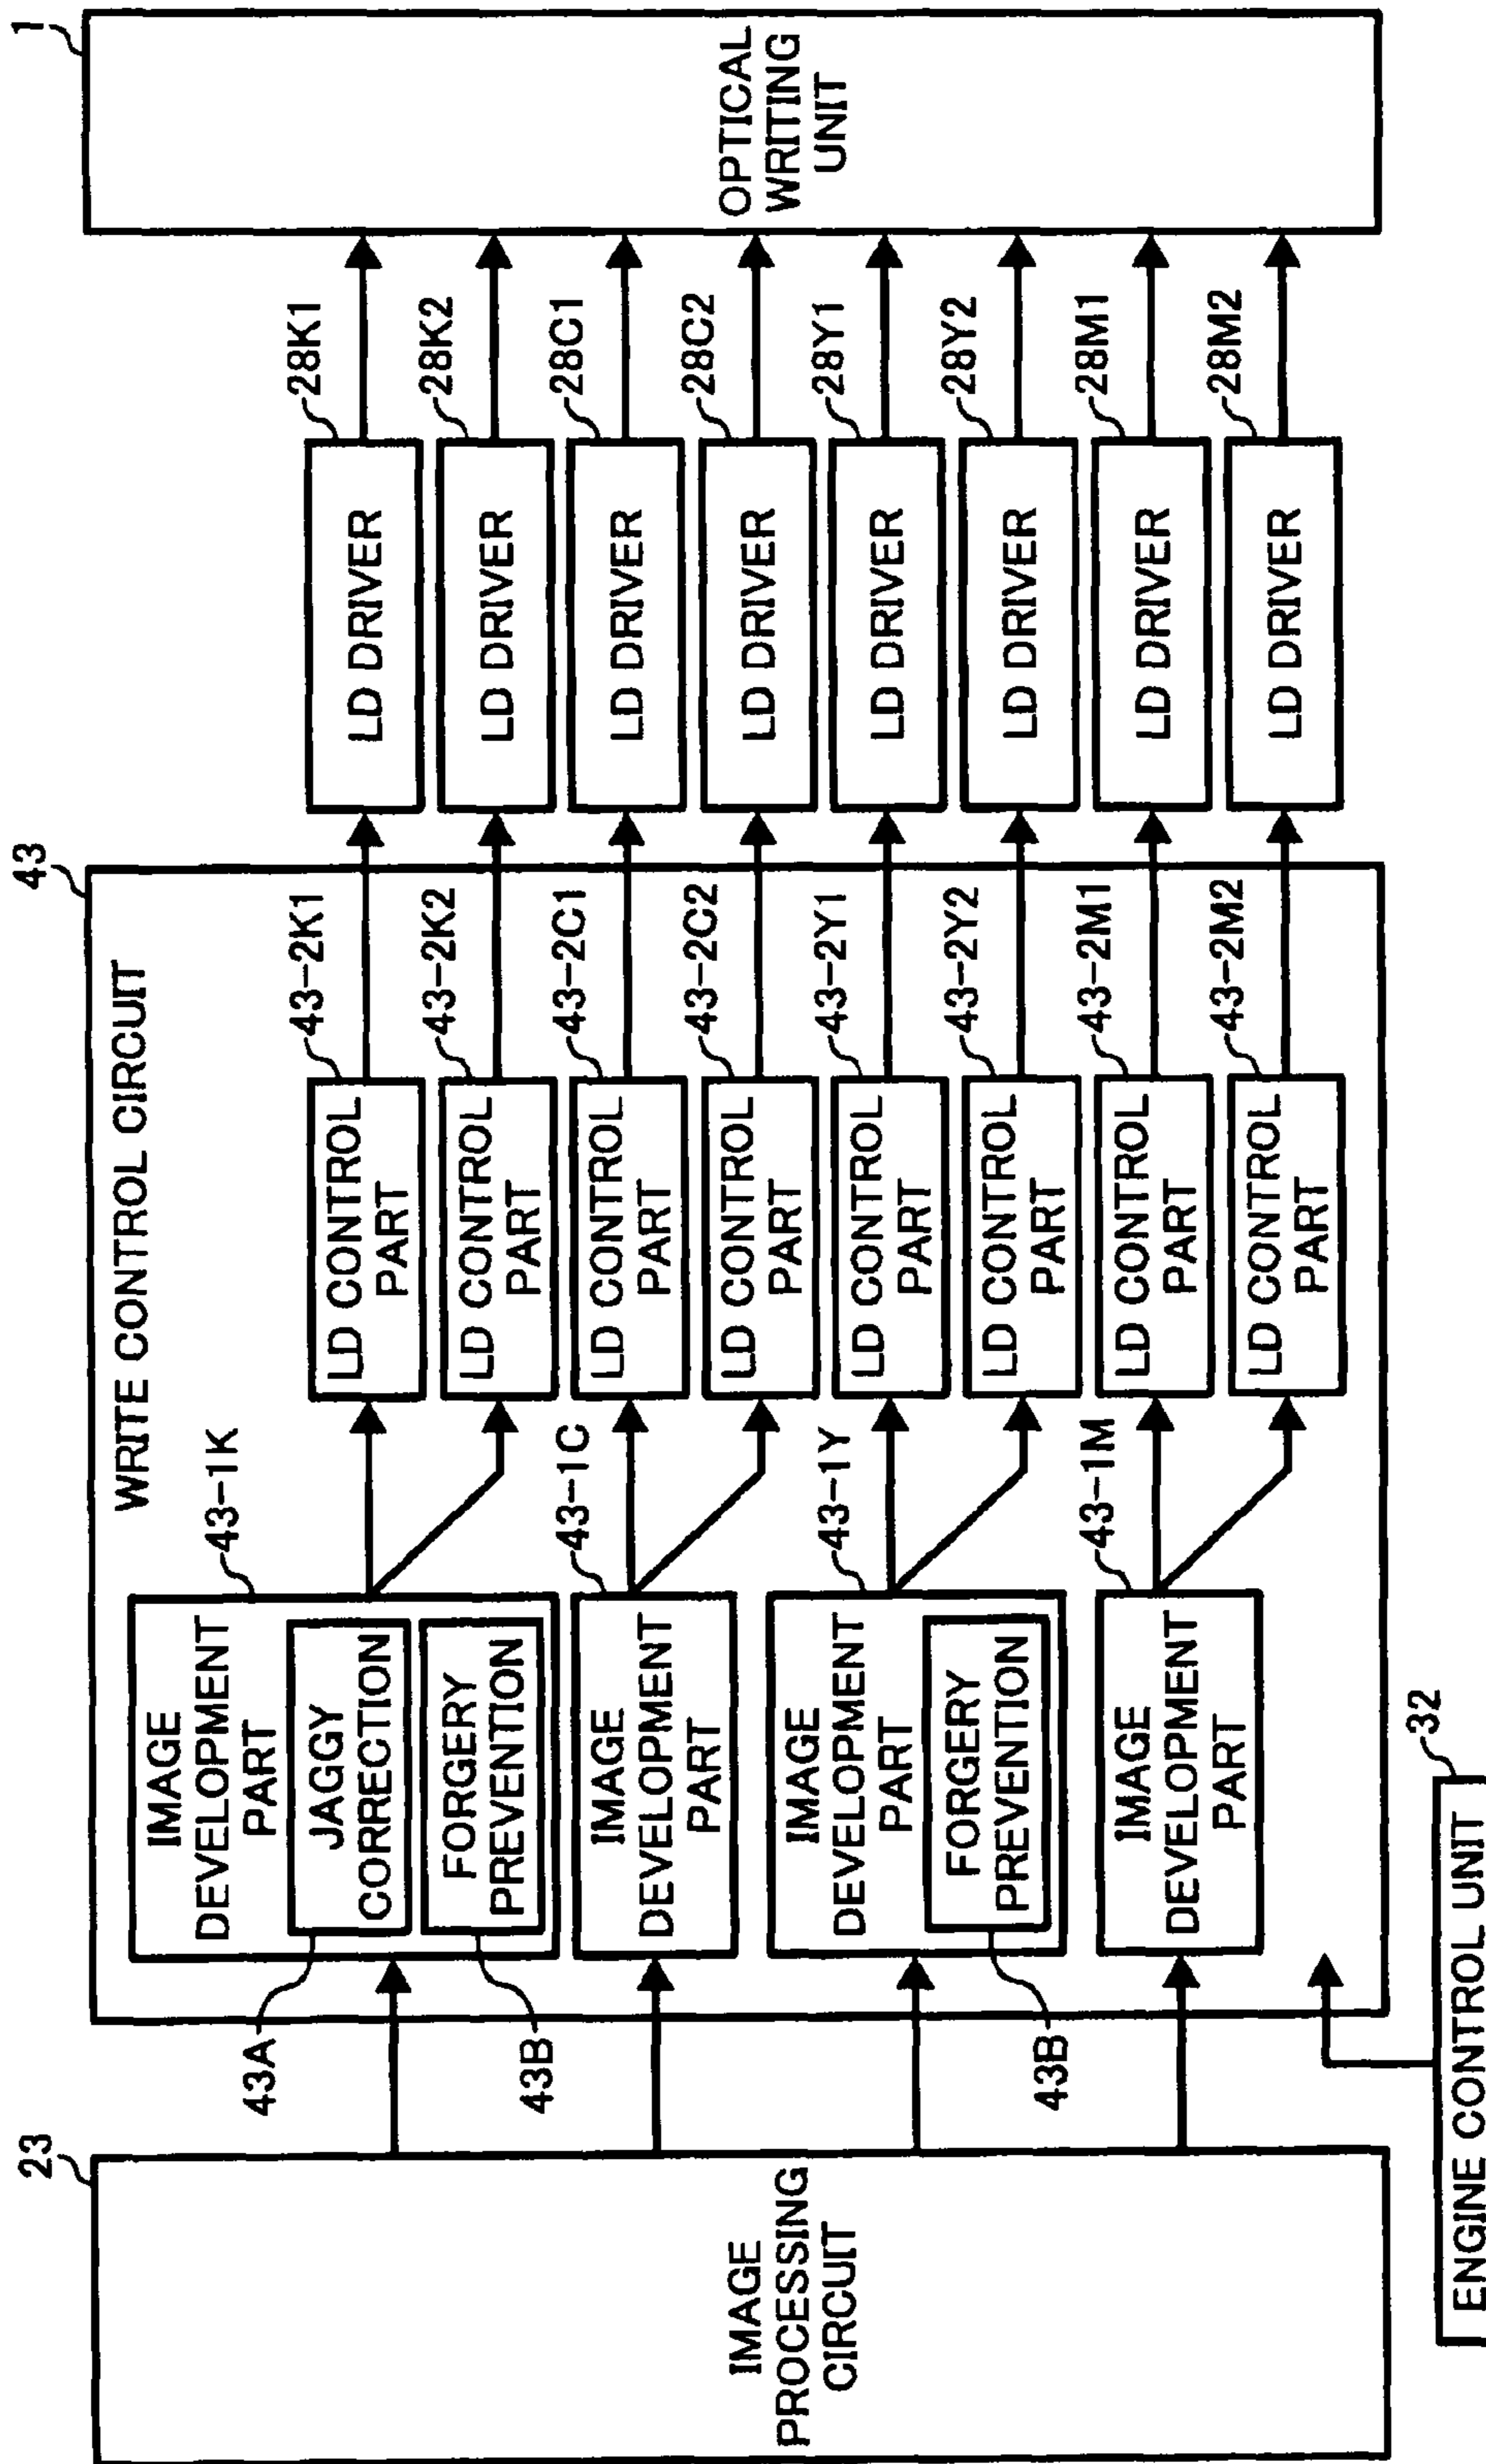 23
IMAGE
PROCESSING
CIRCUIT
43
WRITE CONTROL CIRCUIT
43-1K
IMAGE
DEVELOPMENT
PART
JAGGY
CORRECTION
FORGERY
PREVENTION
43A
43B
43-1C
IMAGE
DEVELOPMENT
PART
43-1Y
IMAGE
DEVELOPMENT
PART
FORGERY
PREVENTION
43B
43-1M
IMAGE
DEVELOPMENT
PART
43-2K1
LD CONTROL
PART
43-2K2
LD CONTROL
PART
43-2C1
LD CONTROL
PART
43-2C2
LD CONTROL
PART
43-2Y1
LD CONTROL
PART
43-2Y2
LD CONTROL
PART
43-2M1
LD CONTROL
PART
43-2M2
LD CONTROL
PART
28K1
LD DRIVER
28K2
LD DRIVER
28C1
LD DRIVER
28C2
LD DRIVER
28Y1
LD DRIVER
28Y2
LD DRIVER
28M1
LD DRIVER
28M2
LD DRIVER
1
OPTICAL
WRITING
UNIT
32
ENGINE CONTROL UNIT